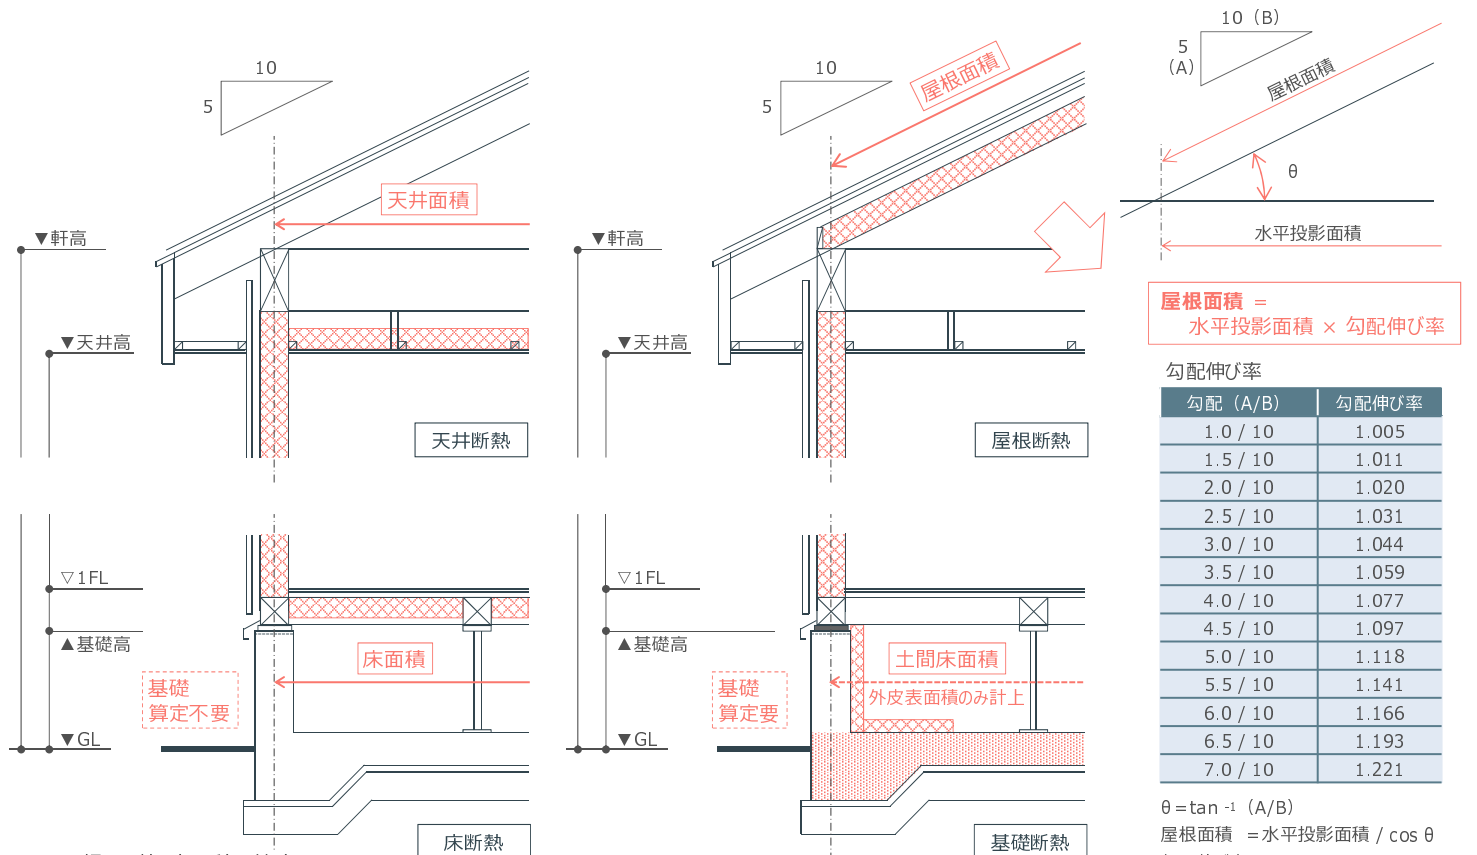 10
5
天井面積
▼軒高
▼天井高
天井断熱
10
5
屋根面積
▼軒高
▼天井高
屋根断熱
10（B）
5
（A）
屋根面積
θ
水平投影面積
屋根面積 =
水平投影面積 × 勾配伸び率
勾配伸び率
勾配（A/B） 勾配伸び率
1.0 / 10 1.005
1.5 / 10 1.011
2.0 / 10 1.020
2.5 / 10 1.031
3.0 / 10 1.044
3.5 / 10 1.059
4.0 / 10 1.077
4.5 / 10 1.097
5.0 / 10 1.118
5.5 / 10 1.141
6.0 / 10 1.166
6.5 / 10 1.193
7.0 / 10 1.221
θ=tan -1（A/B）
屋根面積 =水平投影面積 / cos θ
▽1FL
▲基礎高
床面積
基礎
算定不要
▼GL
床断熱
▽1FL
▲基礎高
土間床面積
外皮表面積のみ計上
基礎
算定要
▼GL
基礎断熱